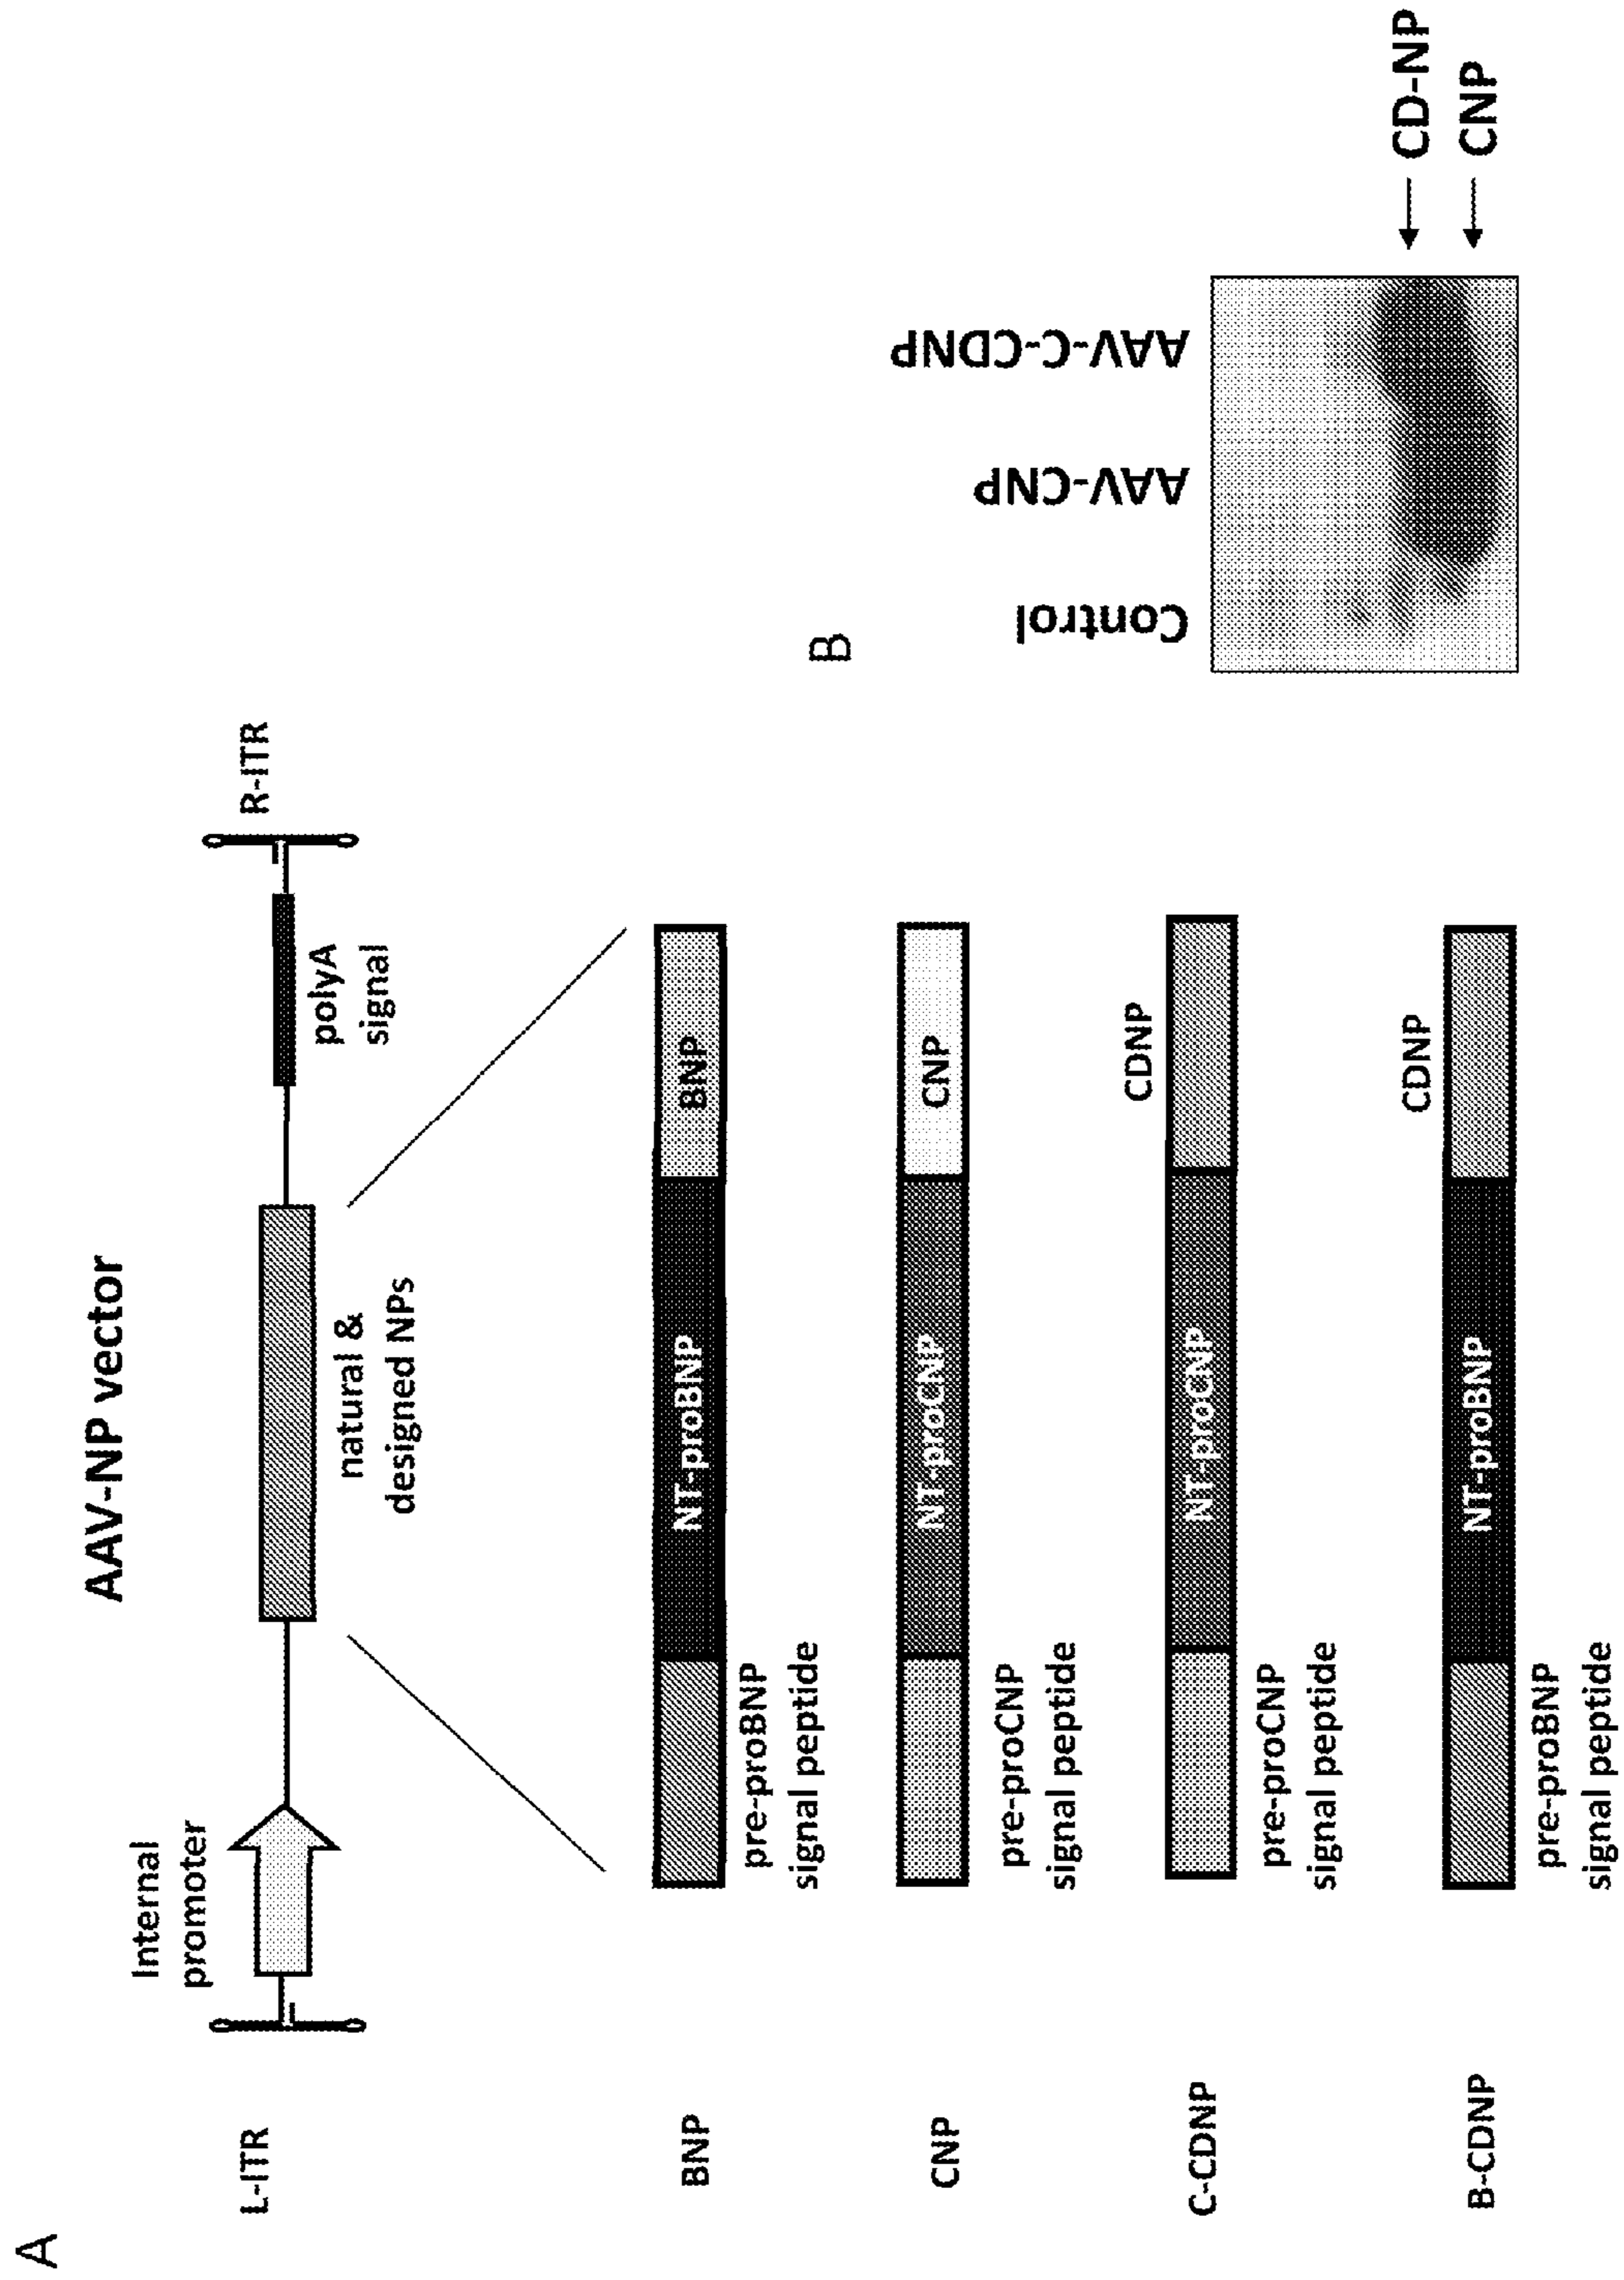 A
AAV-NP vector
Internal
promoter
L-ITR
R-ITR
polyA
signal
natural &
designed NPs
BNP
NT-proBNP
BNP
pre-proBNP
signal peptide
CNP
NT-proCNP
CNP
pre-proCNP
signal peptide
C-CDNP
CDNP
NT-proCNP
pre-proCNP
signal peptide
B-CDNP
CDNP
NT-proBNP
pre-proBNP
signal peptide
B
Control
AAV-CNP
AAV-C-CDNP
CD-NP
CNP